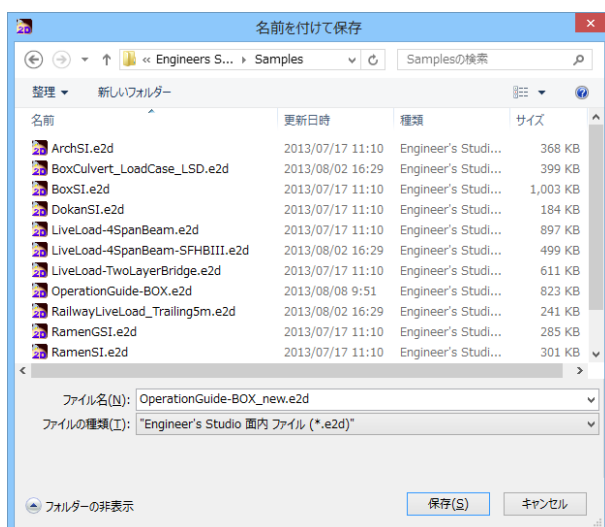 名前を付けて保存
« Engineers S... Samples Samplesの検索
整理 新しいフォルダー
名前 更新日時 種類 サイズ
ArchSI.e2d 2013/07/17 11:10 Engineer's Studi... 368 KB
BoxCulvert_LoadCase_LSD.e2d 2013/08/02 16:29 Engineer's Studi... 399 KB
BoxSI.e2d 2013/07/17 11:10 Engineer's Studi... 1,003 KB
DokanSI.e2d 2013/07/17 11:10 Engineer's Studi... 184 KB
LiveLoad-4SpanBeam.e2d 2013/07/17 11:10 Engineer's Studi... 897 KB
LiveLoad-4SpanBeam-SFHBIII.e2d 2013/08/02 16:29 Engineer's Studi... 499 KB
LiveLoad-TwoLayerBridge.e2d 2013/07/17 11:10 Engineer's Studi... 611 KB
OperationGuide-BOX.e2d 2013/08/08 9:51 Engineer's Studi... 823 KB
RailwayLiveLoad_Trailing5m.e2d 2013/08/02 16:29 Engineer's Studi... 241 KB
RamenGSI.e2d 2013/07/17 11:10 Engineer's Studi... 285 KB
RamenSI.e2d 2013/07/17 11:10 Engineer's Studi... 301 KB
ファイル名(N): OperationGuide-BOX_new.e2d
ファイルの種類(T): "Engineer's Studio 面内 ファイル (*.e2d)"
フォルダーの非表示 保存(S) キャンセル